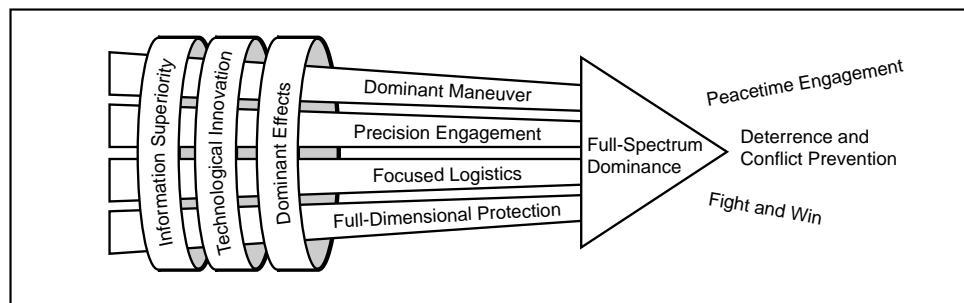 Information Superiority
Technological Innovation
Dominant Effects
Dominant Maneuver
Precision Engagement
Focused Logistics
Full-Dimensional Protection
Full-Spectrum
Dominance
Peacetime Engagement
Deterrence and
Conflict Prevention
Fight and Win